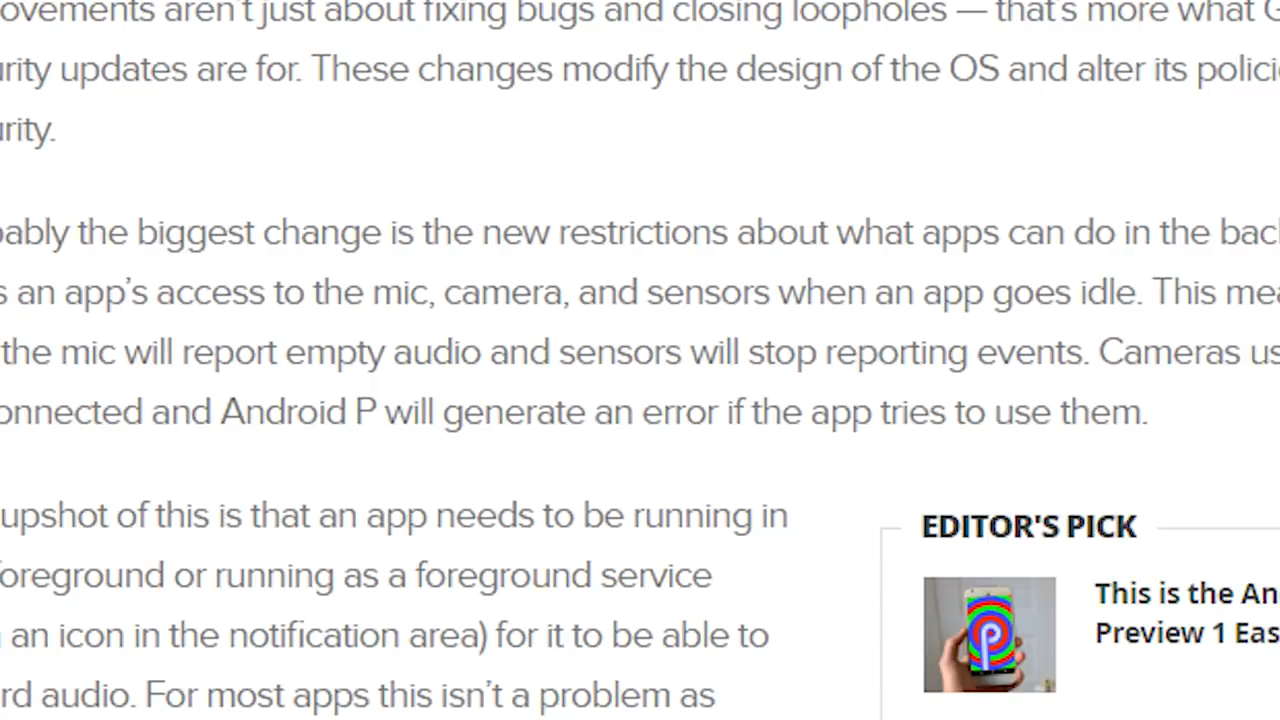 ovements aren't just about fixing bugs and closing loopholes — that's more what G
urity updates are for. These changes modify the design of the OS and alter its polici
urity.
bably the biggest change is the new restrictions about what apps can do in the back
s an app's access to the mic, camera, and sensors when an app goes idle. This mea
the mic will report empty audio and sensors will stop reporting events. Cameras us
onnected and Android P will generate an error if the app tries to use them.
upshot of this is that an app needs to be running in
foreground or running as a foreground service
an icon in the notification area) for it to be able to
rd audio. For most apps this isn't a problem as
EDITOR'S PICK
This is the An
Preview 1 Eas